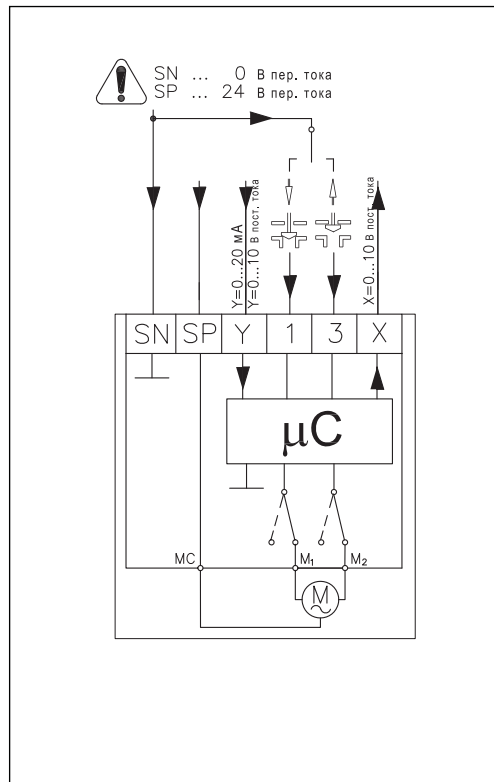 SN ... 0 В пер. тока
SP ... 24 В пер. тока
Y=0...20 мА
Y=0...10 В пост. тока
X=0...10 В пост. тока
SN SP Y 1 3 X
µC
MC M₁ M₂
M